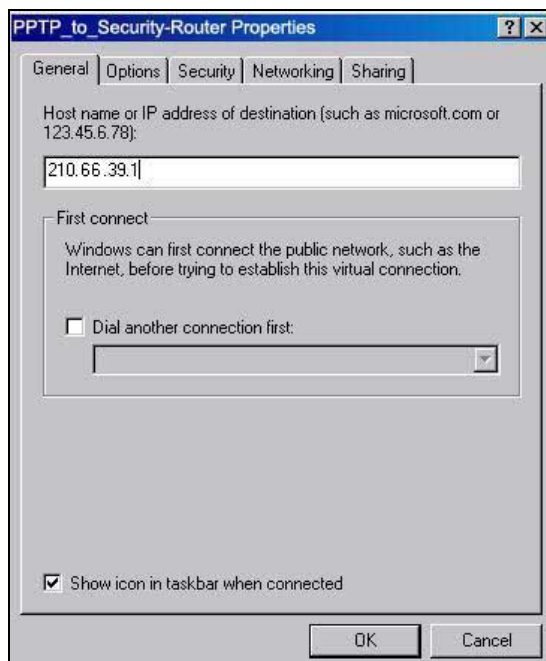 PPTP_to_Security-Router Properties
General Options Security Networking Sharing
Host name or IP address of destination (such as microsoft.com or
123.45.6.78):
210.66.39.1
First connect
Windows can first connect the public network, such as the
Internet, before trying to establish this virtual connection.
Dial another connection first:
Show icon in taskbar when connected
OK Cancel